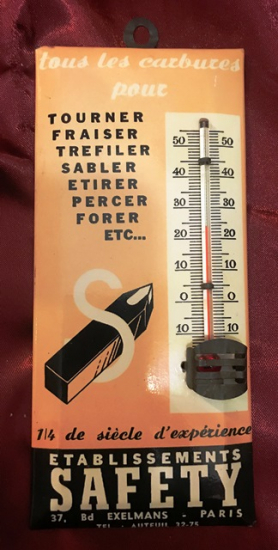 tous les carbures
pour
TOURNER
FRAISER
TREFILER
SABLER
ETIRER
PERCER
FORER
ETC...
50 50
40 40
30 30
20 20
10 10
0 0
10 10
S
1/4 de siècle d'expérience
ETABLISSEMENTS
SAFETY
37, Bd EXELMANS - PARIS
TEL. AUTEUIL 32-75